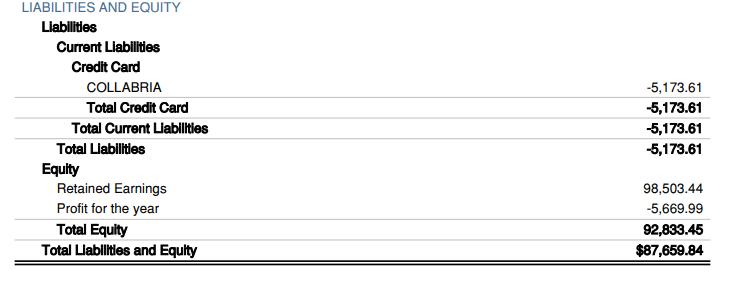 LIABILITIES AND EQUITY
Liabilities
Current Liabilities
Credit Card
COLLABRIA -5,173.61
Total Credit Card -5,173.61
Total Current Liabilities -5,173.61
Total Liabilities -5,173.61
Equity
Retained Earnings 98,503.44
Profit for the year -5,669.99
Total Equity 92,833.45
Total Liabilities and Equity $87,659.84